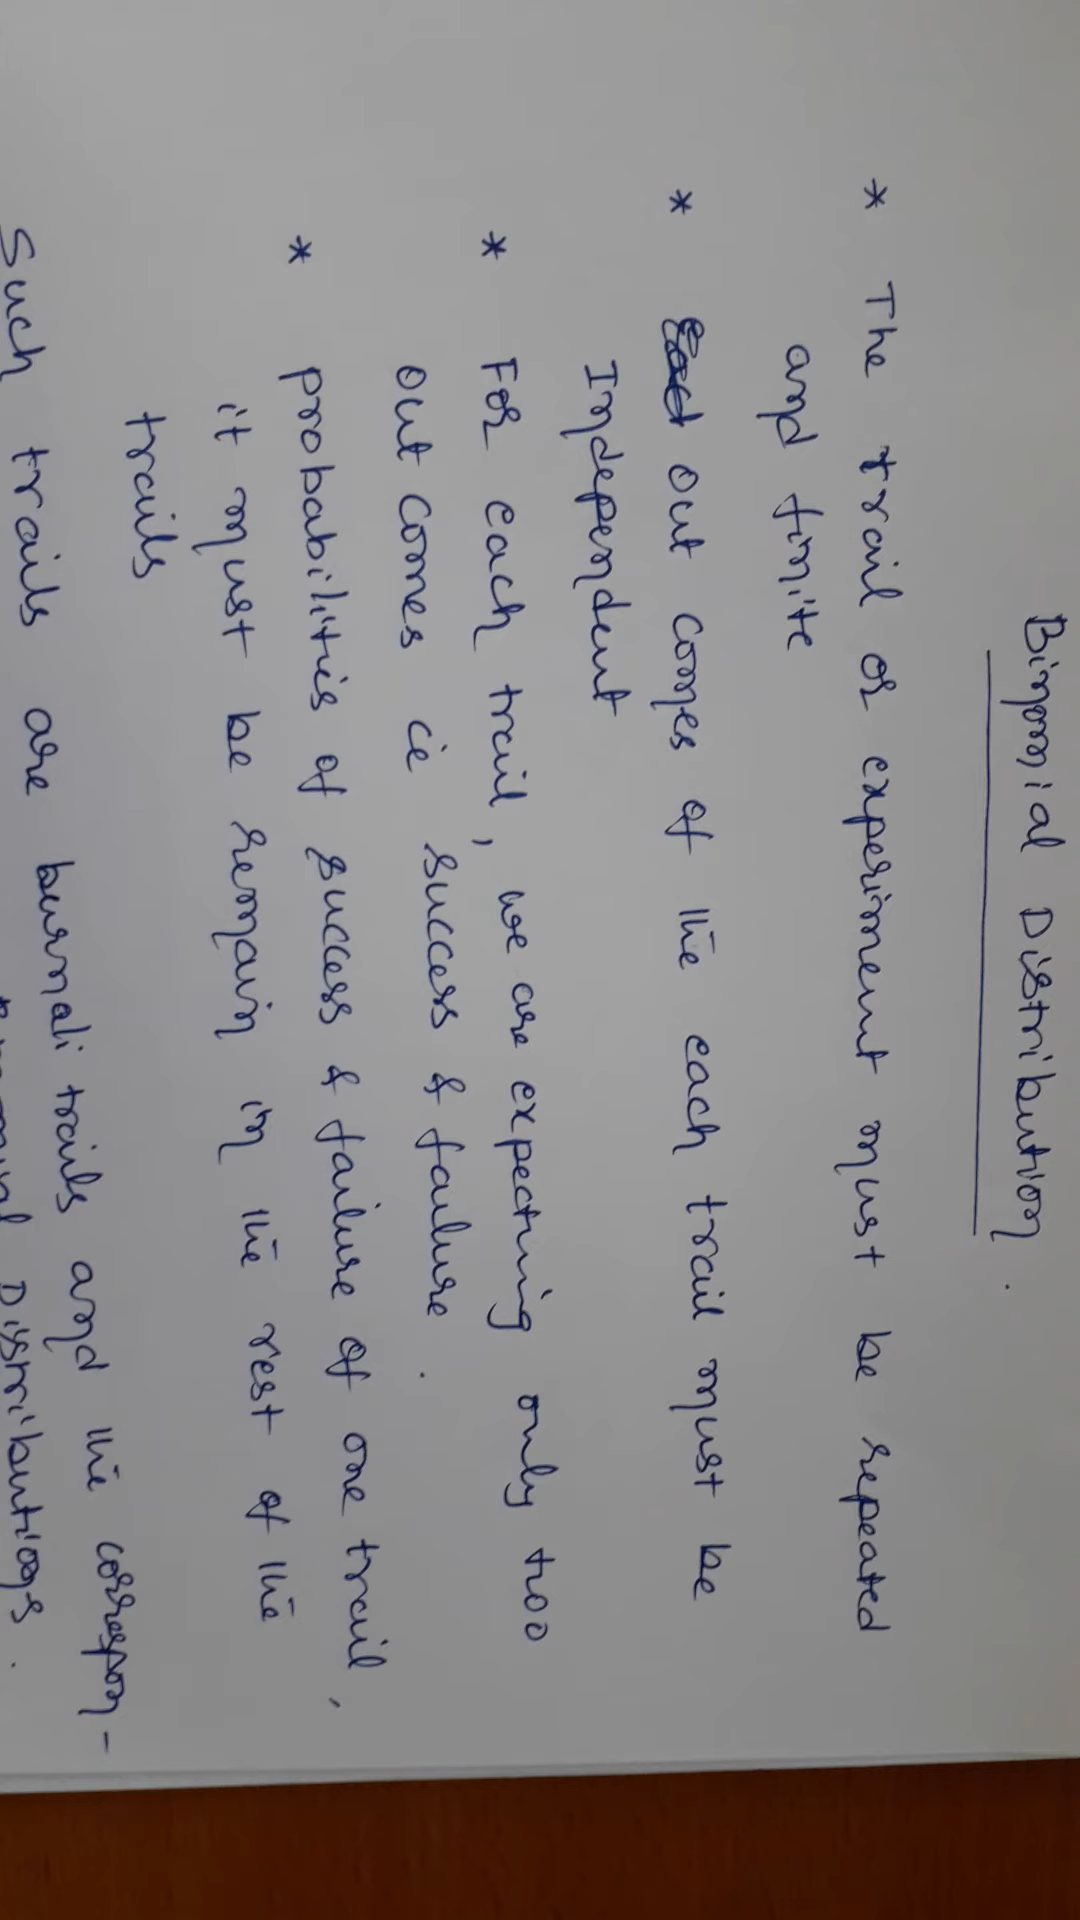 Binomial Distribution.
* The trail or experiment must be repeated
and finite
* out comes of the each trail must be
Independent
* For each trail, we are expecting only two
out comes ie success & failure.
* probabilities of success & failure of one trail,
it must be remain in the rest of the
trails
Such trails are burnali trails and the correspon-
Distributions.